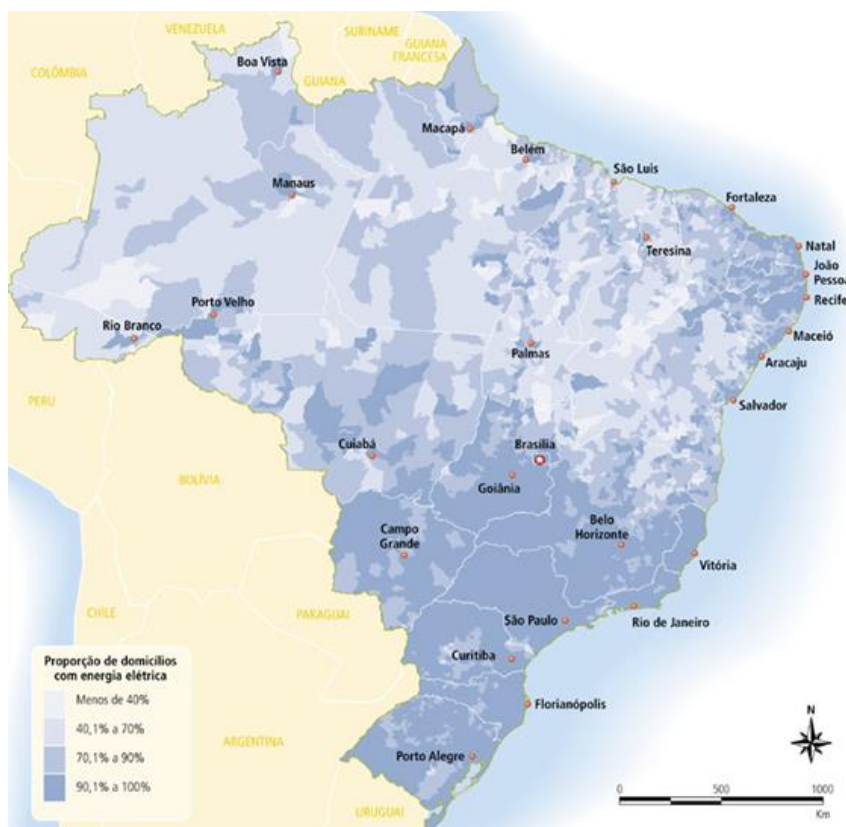 VENEZUELA
SURINAME
GUIANA
FRANCESA
COLÔMBIA
Boa Vista
GUIANA
Macapá
Belém
São Luis
Manaus
Fortaleza
Teresina
Natal
João
Pessoa
Recife
Porto Velho
Rio Branco
Maceió
Palmas
Aracaju
PERU
Salvador
Cuiabá
Brasília
BOLÍVIA
Goiânia
Campo
Grande
Belo
Horizonte
Vitória
CHILE
PARAGUAI
São Paulo
Rio de Janeiro
Curitiba
Proporção de domicílios
com energia elétrica
Menos de 40%
40,1% a 70%
70,1% a 90%
90,1% a 100%
Florianópolis
ARGENTINA
N
Porto Alegre
URUGUAI
0 500 1000
Km